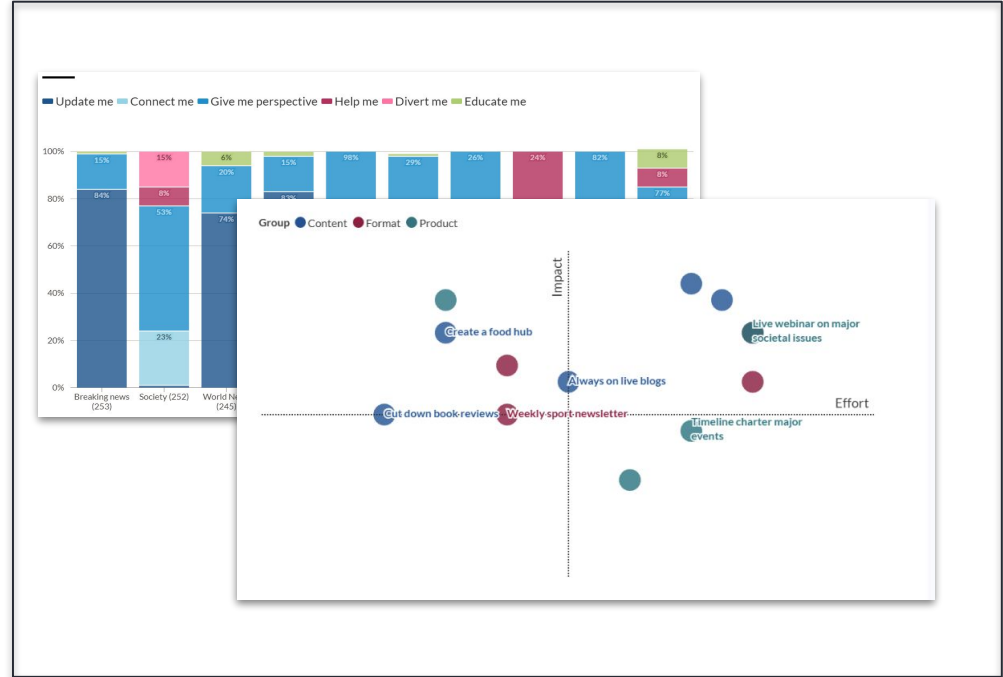 Update me Connect me Give me perspective Help me Divert me Educate me
100%
80%
60%
40%
20%
0%
15%
84%
15%
8%
53%
23%
6%
20%
74%
15%
83%
98%
29%
26%
24%
82%
8%
8%
77%
Breaking news
(253)
Society (252)
World
(245)
Group Content Format Product
Impact
Effort
Create a food hub
Live webinar on major
societal issues
Always on live blogs
Cut down book reviews
Weekly sport newsletter
Timeline charter major
events